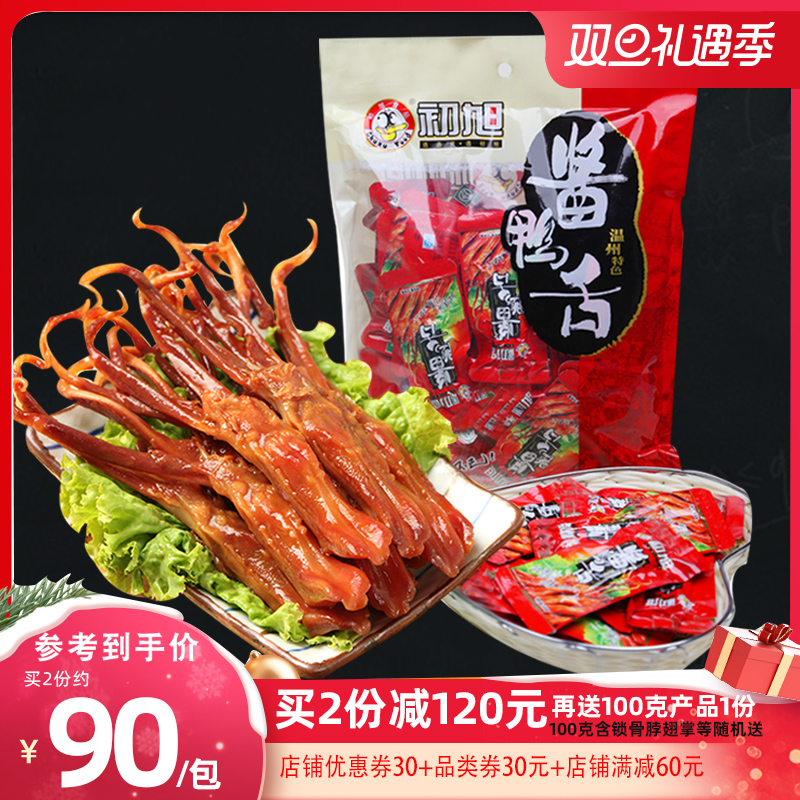 双旦礼遇季
初旭
酱鸭舌
温州特色
参考到手价
买2份约
¥90/包
买2份减120元
再送100克产品1份
100克含锁骨脖翅掌等随机送
店铺优惠券30+品类券30元+店铺满减60元